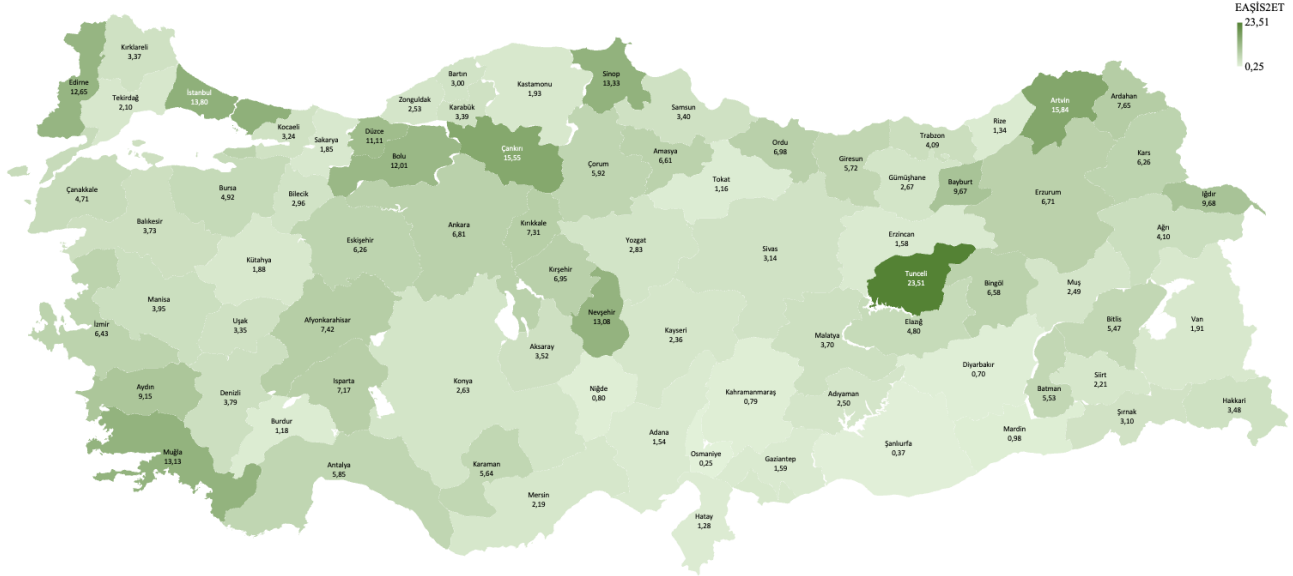 EAŞİS2ET
23,51
0,25
Kırklareli
3,37
Edirne
12,65
Tekirdağ
2,10
İstanbul
13,80
Kocaeli
3,24
Sakarya
1,85
Düzce
11,11
Bolu
12,01
Zonguldak
2,53
Bartın
3,00
Karabük
3,39
Kastamonu
1,93
Çankırı
15,55
Sinop
13,33
Samsun
3,40
Çorum
5,92
Amasya
6,61
Tokat
1,16
Ordu
6,98
Giresun
5,72
Gümüşhane
2,67
Trabzon
4,09
Rize
1,34
Bayburt
9,67
Artvin
15,84
Ardahan
7,65
Kars
6,26
Iğdır
9,68
Erzurum
6,71
Ağrı
4,10
Çanakkale
4,71
Balıkesir
3,73
Bursa
4,92
Bilecik
2,96
Kütahya
1,88
Eskişehir
6,26
Ankara
6,81
Kırıkkale
7,31
Kırşehir
6,95
Yozgat
2,83
Sivas
3,14
Erzincan
1,58
Tunceli
23,51
Bingöl
6,58
Muş
2,49
Bitlis
5,47
Van
1,91
Manisa
3,95
İzmir
6,43
Uşak
3,35
Afyonkarahisar
7,42
Nevşehir
13,08
Aksaray
3,52
Kayseri
2,36
Malatya
3,70
Elazığ
4,80
Diyarbakır
0,70
Batman
5,53
Siirt
2,21
Şırnak
3,10
Hakkari
3,48
Aydın
9,15
Denizli
3,79
Isparta
7,17
Burdur
1,18
Konya
2,63
Niğde
0,80
Kahramanmaraş
0,79
Adıyaman
2,50
Mardin
0,98
Şanlıurfa
0,37
Muğla
13,13
Antalya
5,85
Karaman
5,64
Mersin
2,19
Adana
1,54
Osmaniye
0,25
Gaziantep
1,59
Hatay
1,28